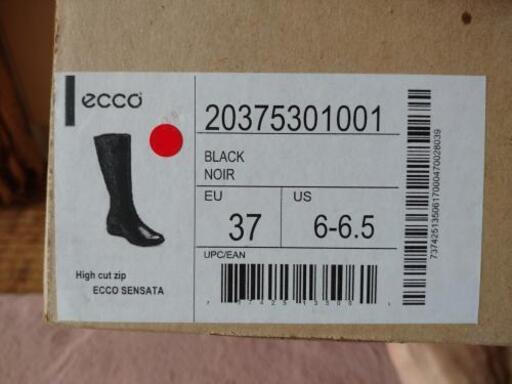 ecco
20375301001
BLACK
NOIR
EU
US
37
6-6.5
UPC/EAN
High cut zip
ECCO SENSATA